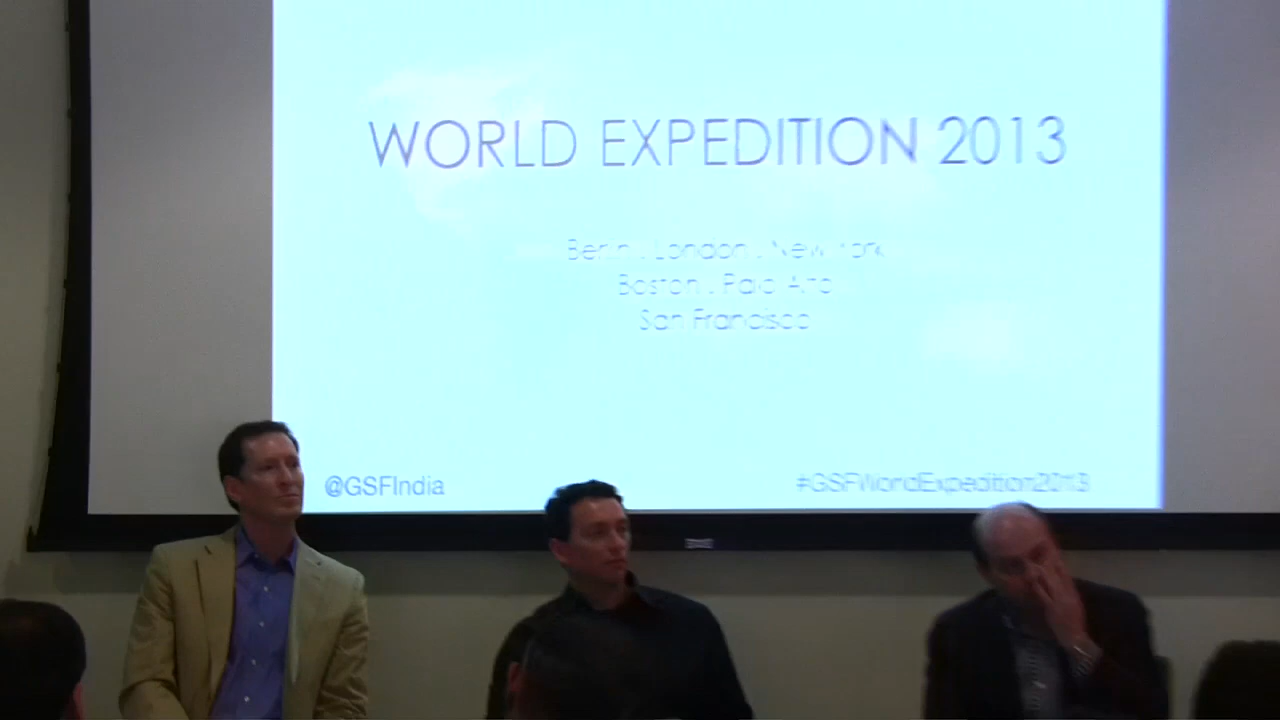 WORLD EXPEDITION 2013
Berlin . London . New York
Boston . Palo Alto
San Francisco
@GSFIndia
#GSFWorldExpedition2013